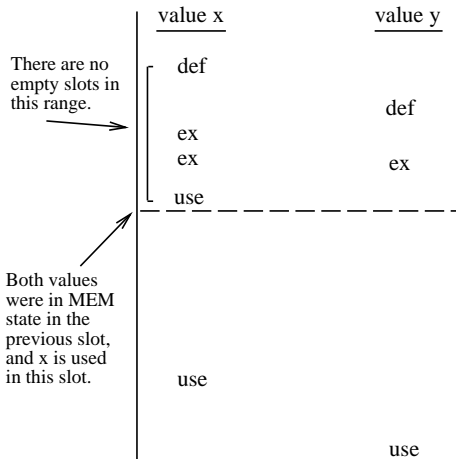 value x
value y
There are no
empty slots in
this range.
def
def
ex
ex
ex
use
Both values
were in MEM
state in the
previous slot,
and x is used
in this slot.
use
use